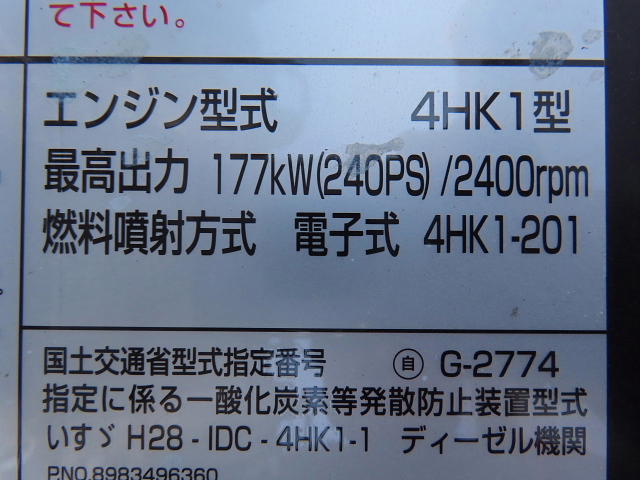 て下さい。
エンジン型式 4HK1型
最高出力 177kW(240PS)/2400rpm
燃料噴射方式 電子式 4HK1-201
国土交通省型式指定番号 ㊂自 G-2774
指定に係る一酸化炭素等発散防止装置型式
いすゞ H28 - IDC - 4HK1-1 ディーゼル機関
P.NO.8983496360